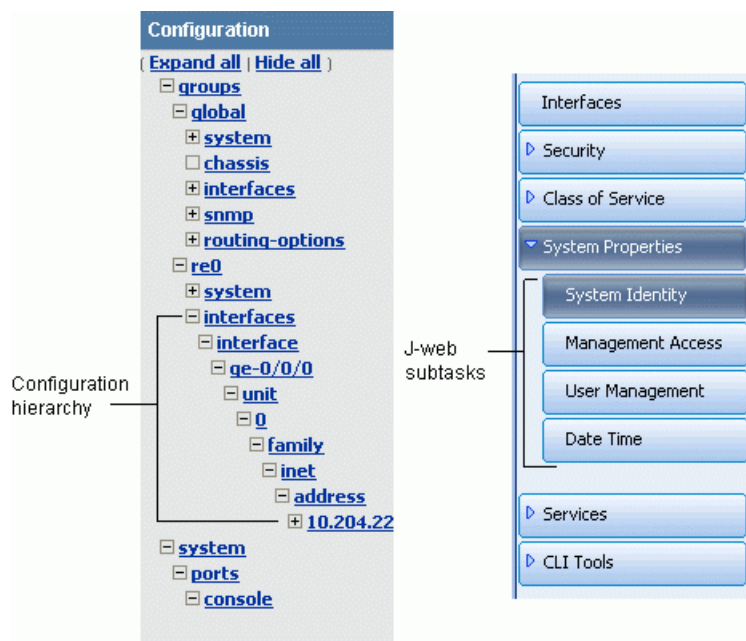 Configuration
( Expand all | Hide all )
groups
global
system
chassis
interfaces
snmp
routing-options
re0
system
interfaces
interface
ge-0/0/0
unit
0
family
inet
address
10.204.22
system
ports
console
Configuration
hierarchy
Interfaces
Security
Class of Service
System Properties
System Identity
Management Access
User Management
Date Time
Services
CLI Tools
J-web
subtasks